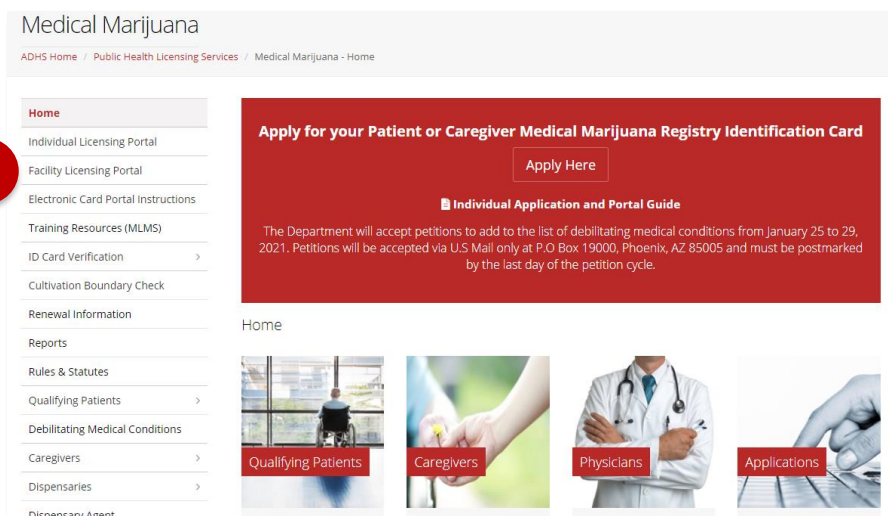 Medical Marijuana
ADHS Home / Public Health Licensing Services / Medical Marijuana - Home
Home
Individual Licensing Portal
Facility Licensing Portal
Electronic Card Portal Instructions
Training Resources (MLMS)
ID Card Verification >
Cultivation Boundary Check
Renewal Information
Reports
Rules & Statutes
Qualifying Patients >
Debilitating Medical Conditions
Caregivers >
Dispensaries >
Dispensary Agent
Apply for your Patient or Caregiver Medical Marijuana Registry Identification Card
Apply Here
Individual Application and Portal Guide
The Department will accept petitions to add to the list of debilitating medical conditions from January 25 to 29,
2021. Petitions will be accepted via U.S Mail only at P.O Box 19000, Phoenix, AZ 85005 and must be postmarked
by the last day of the petition cycle.
Home
Qualifying Patients
Caregivers
Physicians
Applications